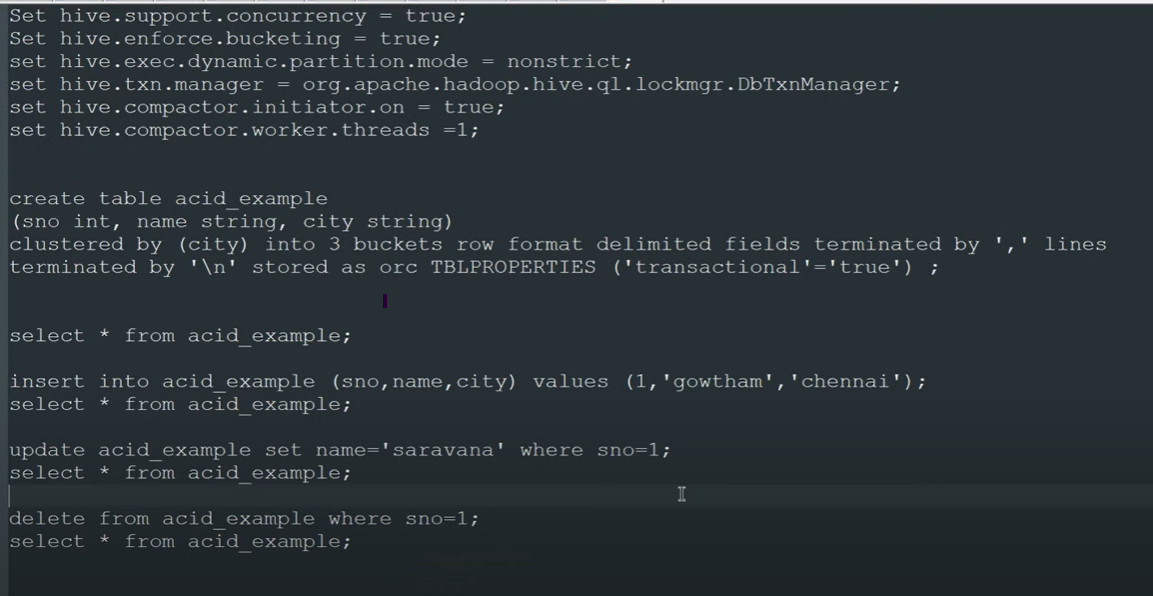 Set hive.support.concurrency = true;
Set hive.enforce.bucketing = true;
set hive.exec.dynamic.partition.mode = nonstrict;
set hive.txn.manager = org.apache.hadoop.hive.ql.lockmgr.DbTxnManager;
set hive.compactor.initiator.on = true;
set hive.compactor.worker.threads =1;
create table acid_example
(sno int, name string, city string)
clustered by (city) into 3 buckets row format delimited fields terminated by ',' lines
terminated by '\n' stored as orc TBLPROPERTIES ('transactional'='true') ;
select * from acid_example;
insert into acid_example (sno,name,city) values (1,'gowtham','chennai');
select * from acid_example;
update acid_example set name='saravana' where sno=1;
select * from acid_example;
delete from acid_example where sno=1;
select * from acid_example;